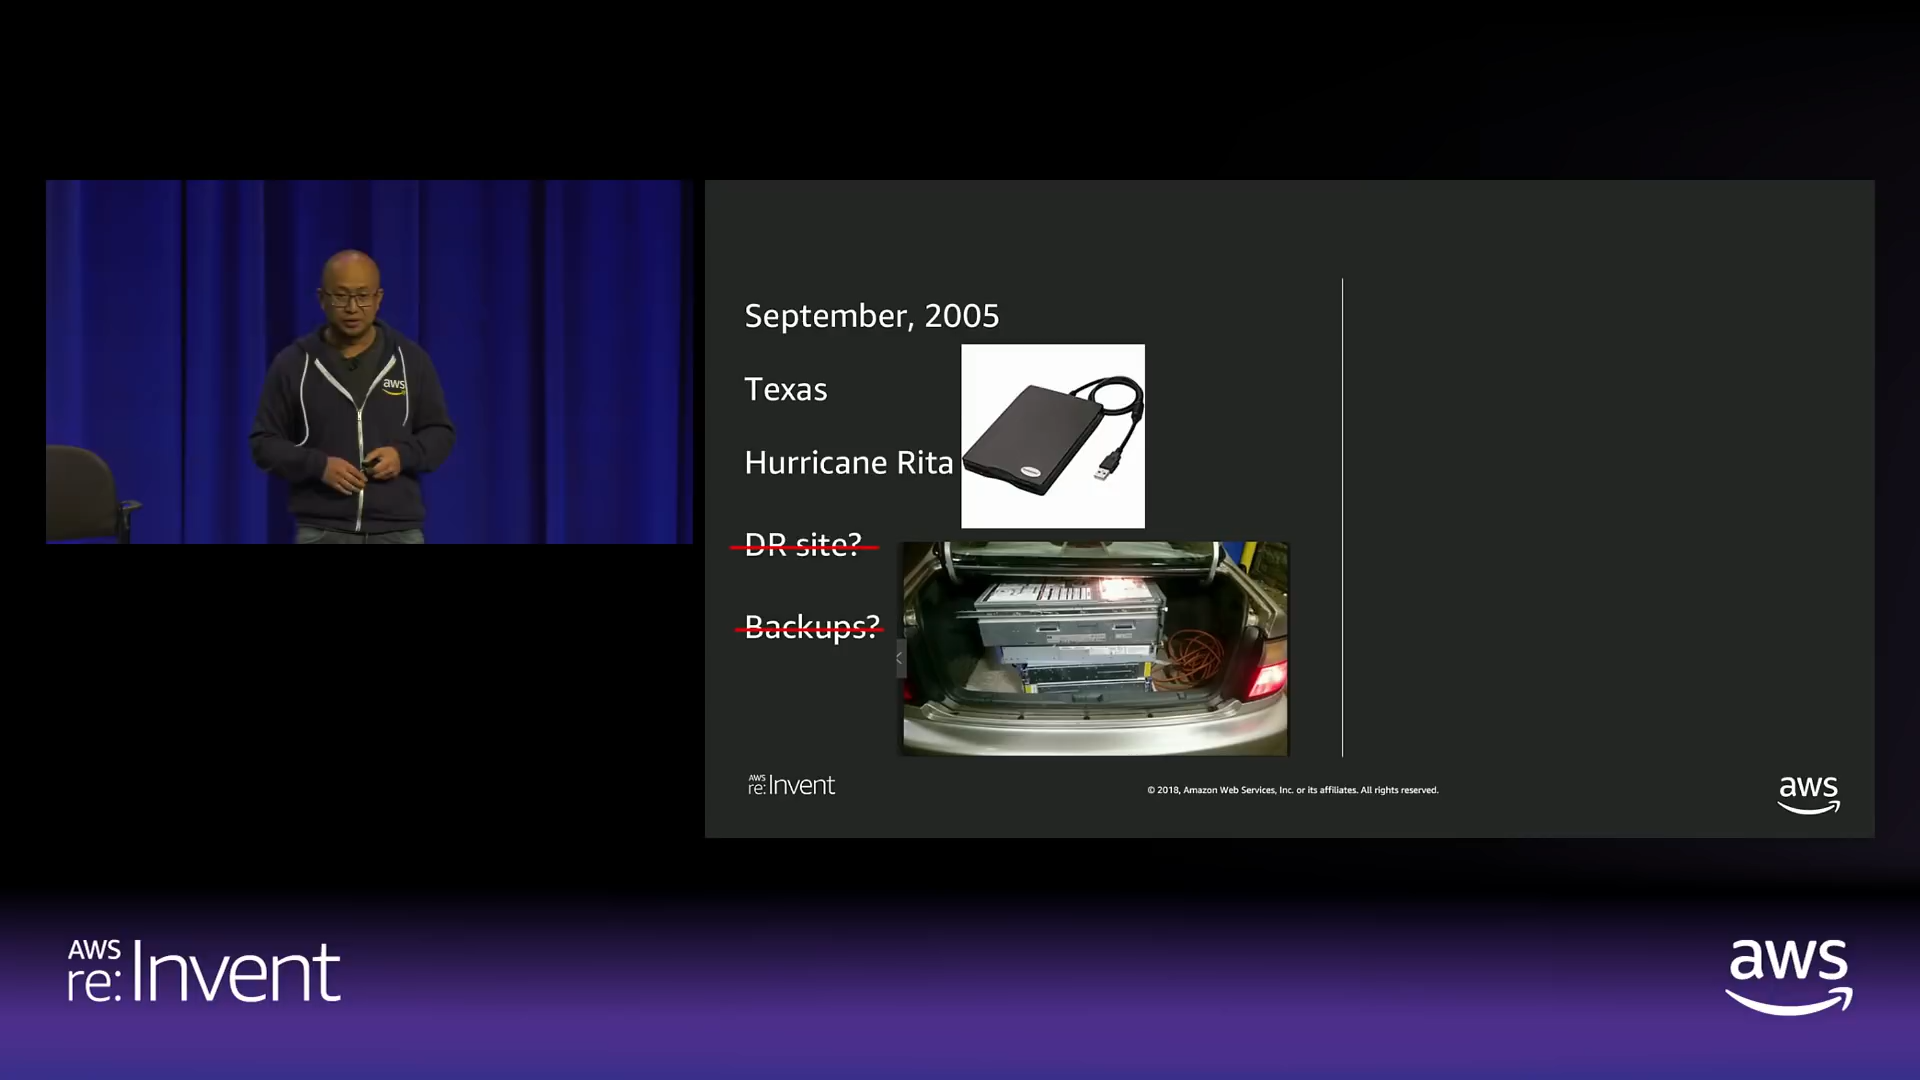 aws
September, 2005
Texas
Hurricane Rita
DR site?
Backups?
AWS
re:Invent
© 2018, Amazon Web Services, Inc. or its affiliates. All rights reserved.
aws
AWS
re:Invent
aws